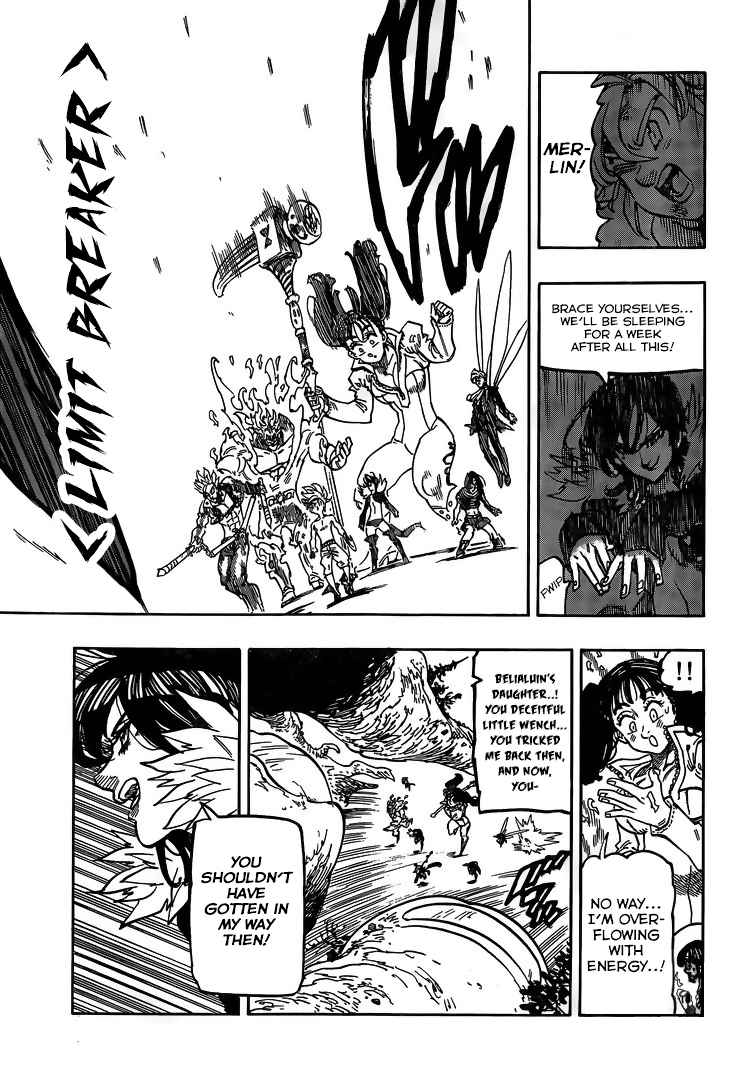 MER-
LIN!
BRACE YOURSELVES...
WE'LL BE SLEEPING
FOR A WEEK
AFTER ALL THIS!
FWIP
<LIMIT BREAKER>
!!
NO WAY...
I'M OVER-
FLOWING
WITH
ENERGY..!
BELIALUIN'S
DAUGHTER..!
YOU DECEITFUL
LITTLE WENCH...
YOU TRICKED
ME BACK THEN,
AND NOW,
YOU-
YOU
SHOULDN'T
HAVE
GOTTEN IN
MY WAY
THEN!